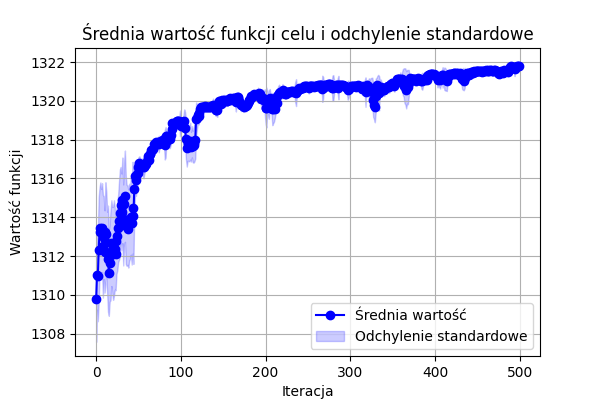 Średnia wartość funkcji celu i odchylenie standardowe
1322
1320
1318
1316
1314
1312
1310
1308
Wartość funkcji
0 100 200 300 400 500
Iteracja
Średnia wartość
Odchylenie standardowe